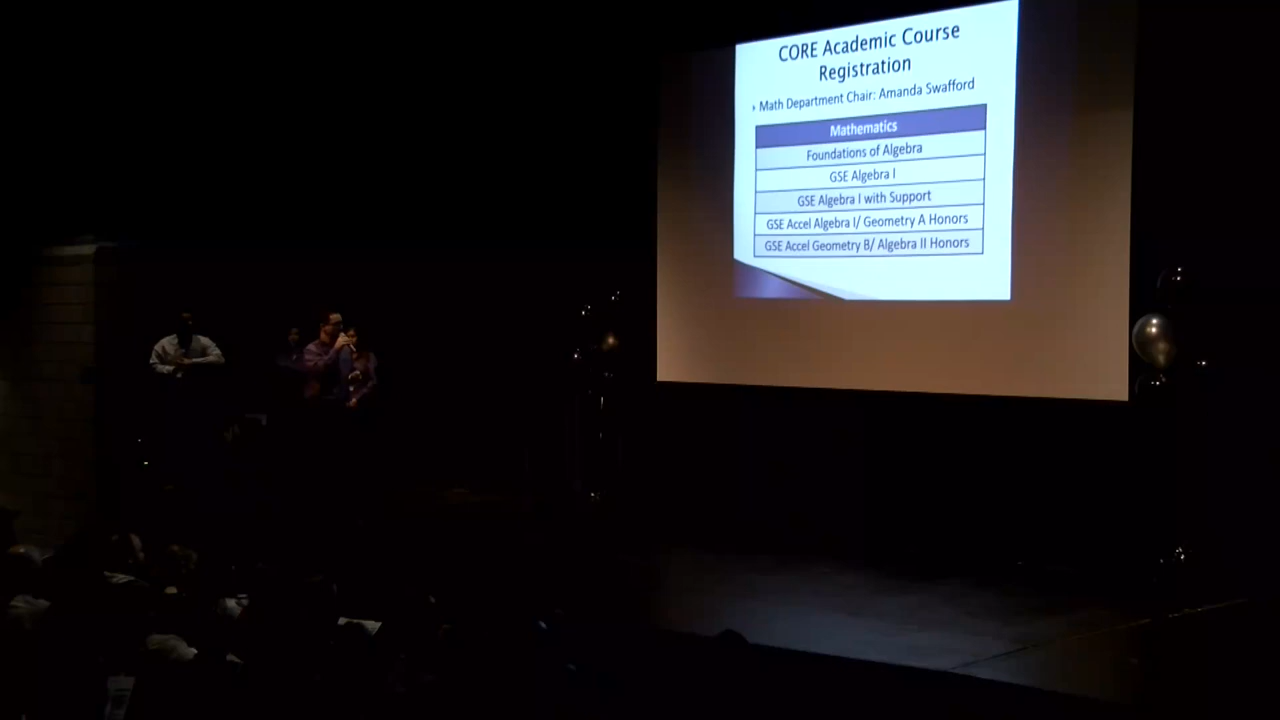 CORE Academic Course
Registration
Math Department Chair: Amanda Swafford
Mathematics
Foundations of Algebra
GSE Algebra I
GSE Algebra I with Support
GSE Accel Algebra I/ Geometry A Honors
GSE Accel Geometry B/ Algebra II Honors